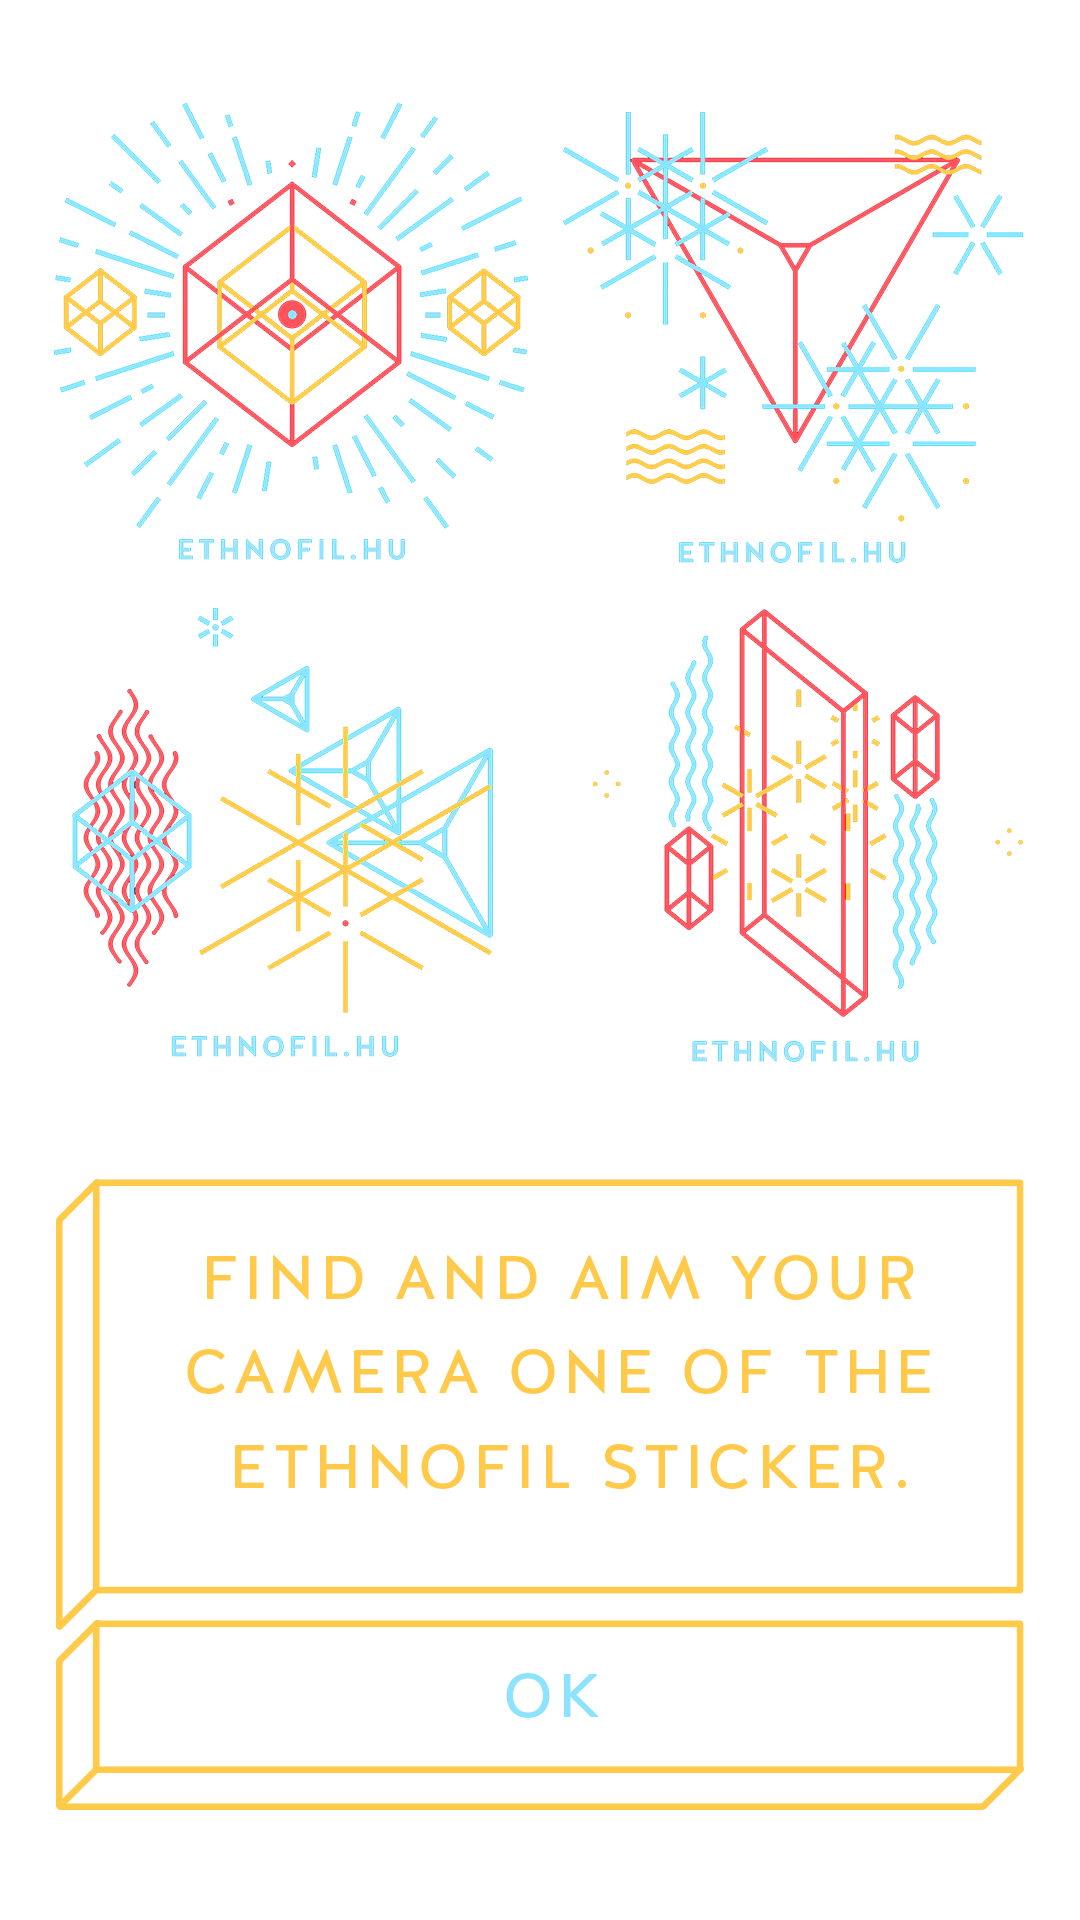 ETHNOFIL.HU
ETHNOFIL.HU
ETHNOFIL.HU
ETHNOFIL.HU
FIND AND AIM YOUR
CAMERA ONE OF THE
ETHNOFIL STICKER.
OK